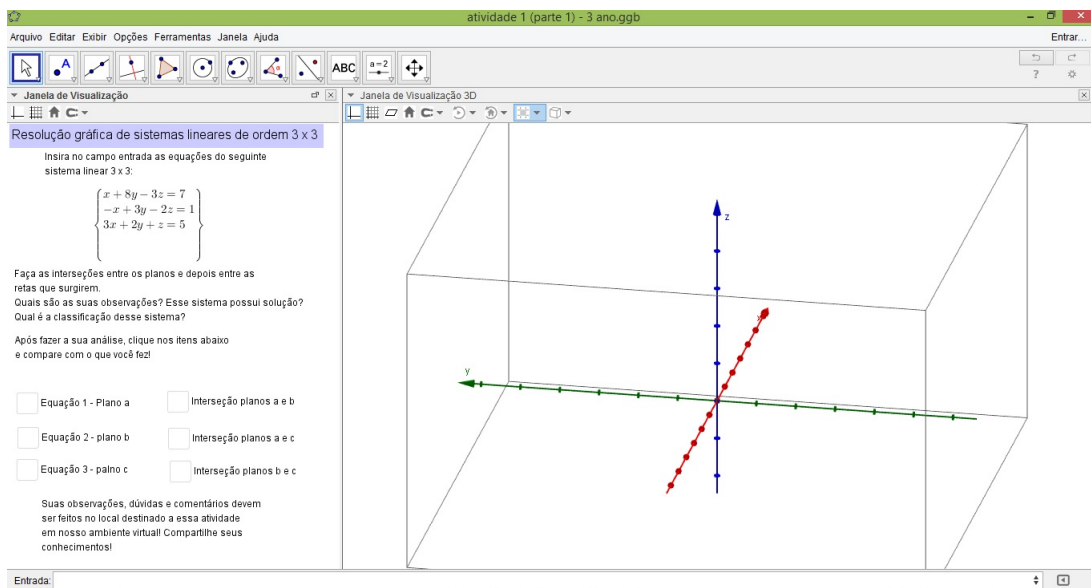 atividade 1 (parte 1) - 3 ano.ggb
Arquivo Editar Exibir Opções Ferramentas Janela Ajuda
Entrar...
A
ABC
a=2
?
Janela de Visualização
Janela de Visualização 3D
Resolução gráfica de sistemas lineares de ordem 3 x 3
Insira no campo entrada as equações do seguinte
sistema linear 3 x 3:
x + 8y − 3z = 7
−x + 3y − 2z = 1
3x + 2y + z = 5
Faça as interseções entre os planos e depois entre as
retas que surgirem.
Quais são as suas observações? Esse sistema possui solução?
Qual é a classificação desse sistema?
Após fazer a sua análise, clique nos itens abaixo
e compare com o que você fez!
Equação 1 - Plano a
Interseção planos a e b
Equação 2 - plano b
Interseção planos a e c
Equação 3 - palno c
Interseção planos b e c
Suas observações, dúvidas e comentários devem
ser feitos no local destinado a essa atividade
em nosso ambiente virtual! Compartilhe seus
conhecimentos!
z
x
y
Entrada: